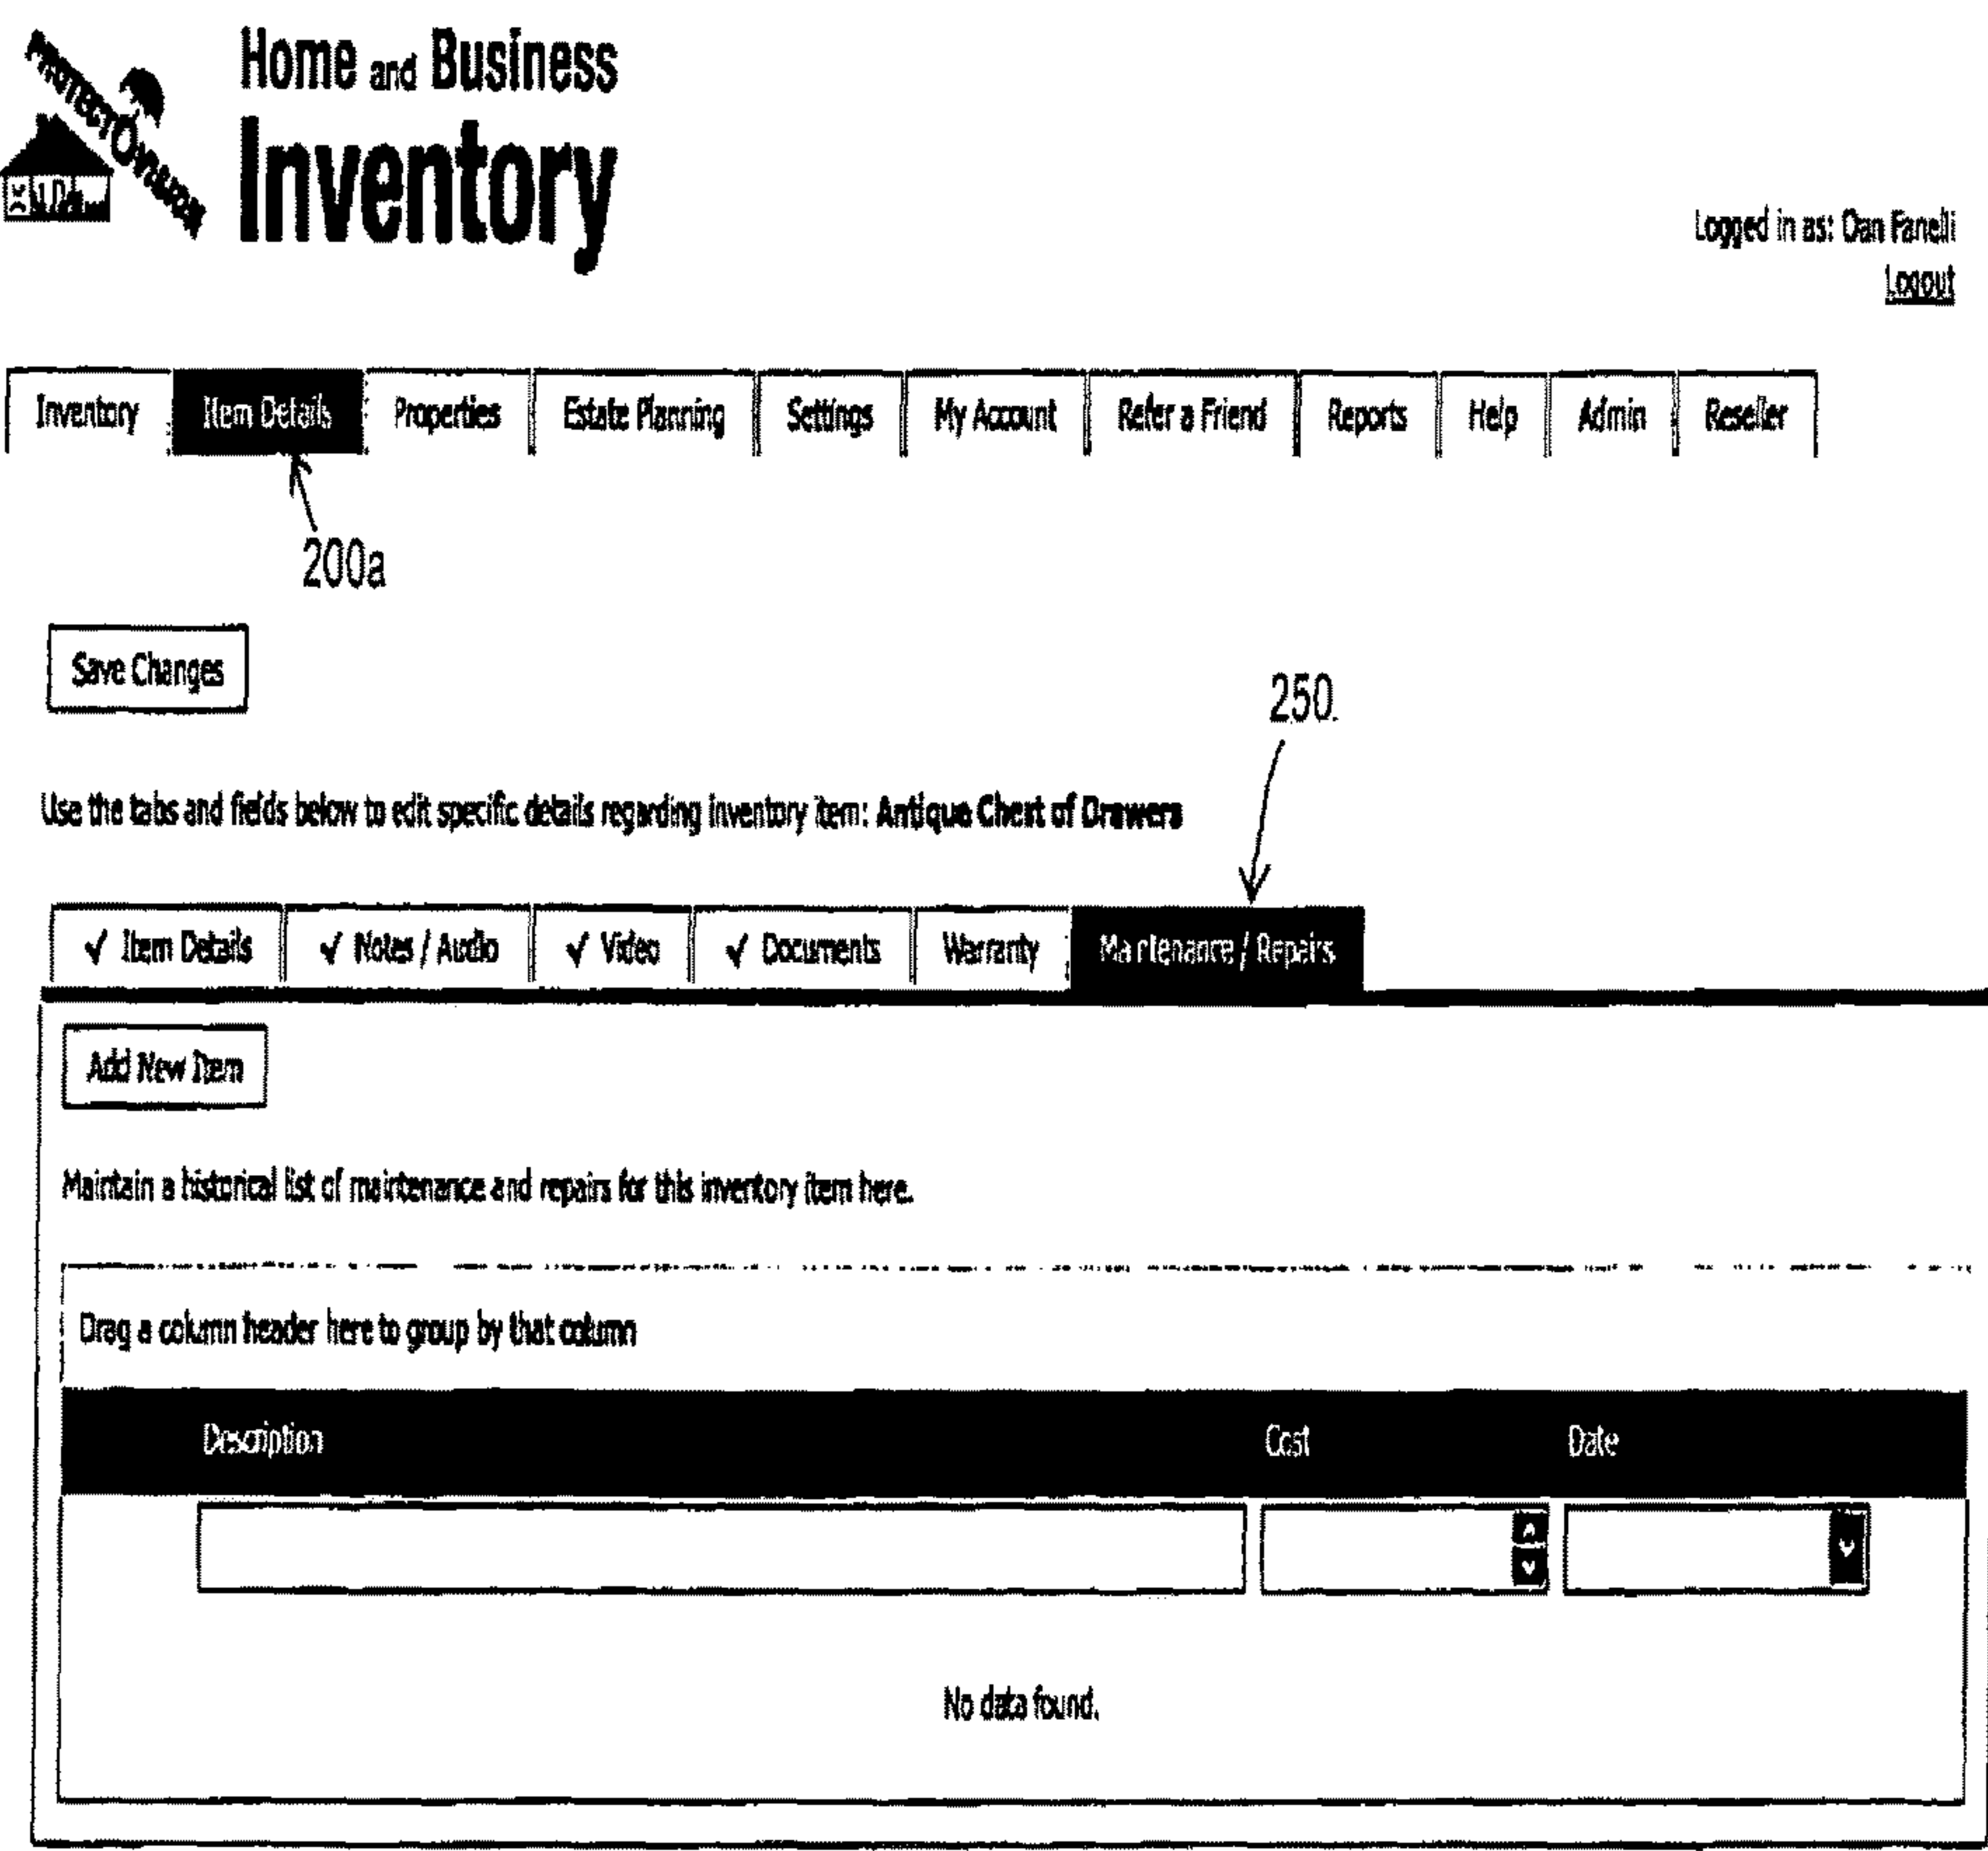 PROTECT-O-VISION
Home and Business
Inventory
Logged in as: Dan Fanelli
Logout
Inventory Item Details Properties Estate Planning Settings My Account Refer a Friend Reports Help Admin Reseller
200a
Save Changes
250
Use the tabs and fields below to edit specific details regarding inventory item: Antique Chest of Drawers
✓ Item Details ✓ Notes / Audio ✓ Video ✓ Documents Warranty Maintenance / Repairs
Add New Item
Maintain a historical list of maintenance and repairs for this inventory item here.
Drag a column header here to group by that column
Description Cost Date
No data found.